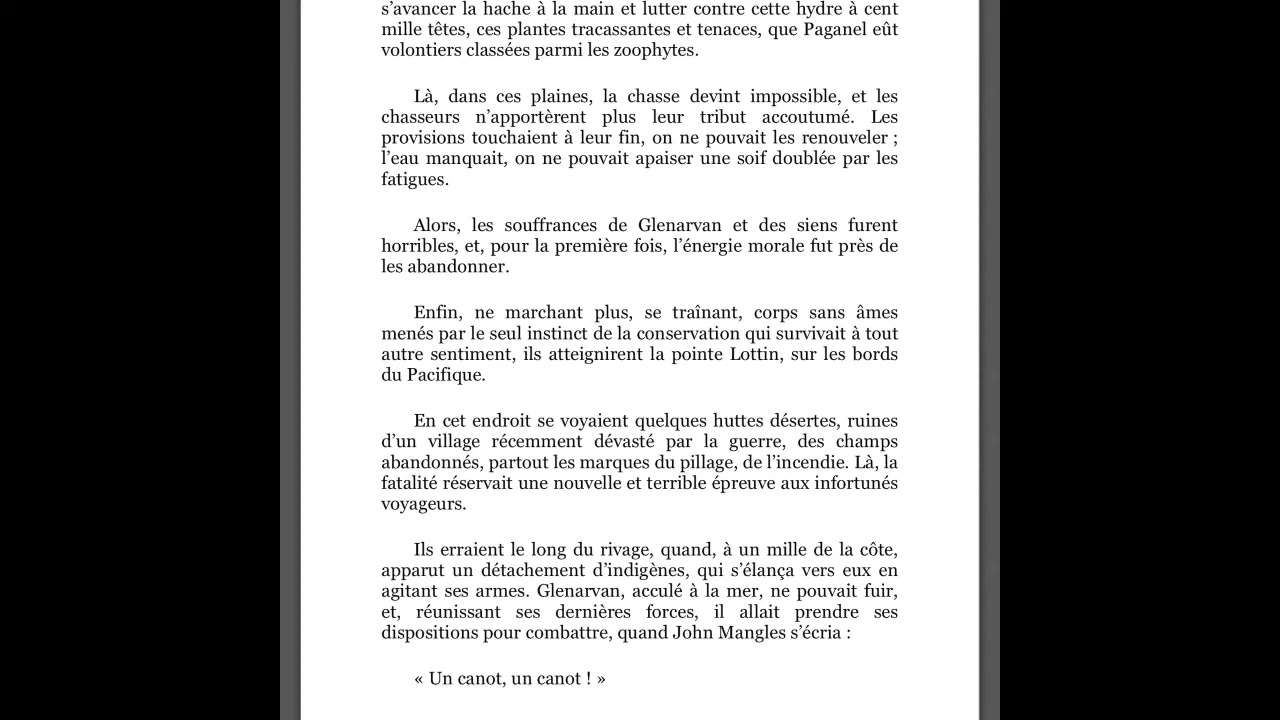 s’avancer la hache à la main et lutter contre cette hydre à cent
mille têtes, ces plantes tracassantes et tenaces, que Paganel eût
volontiers classées parmi les zoophytes.
Là, dans ces plaines, la chasse devint impossible, et les
chasseurs n’apportèrent plus leur tribut accoutumé. Les
provisions touchaient à leur fin, on ne pouvait les renouveler ;
l’eau manquait, on ne pouvait apaiser une soif doublée par les
fatigues.
Alors, les souffrances de Glenarvan et des siens furent
horribles, et, pour la première fois, l’énergie morale fut près de
les abandonner.
Enfin, ne marchant plus, se traînant, corps sans âmes
menés par le seul instinct de la conservation qui survivait à tout
autre sentiment, ils atteignirent la pointe Lottin, sur les bords
du Pacifique.
En cet endroit se voyaient quelques huttes désertes, ruines
d’un village récemment dévasté par la guerre, des champs
abandonnés, partout les marques du pillage, de l’incendie. Là, la
fatalité réservait une nouvelle et terrible épreuve aux infortunés
voyageurs.
Ils erraient le long du rivage, quand, à un mille de la côte,
apparut un détachement d’indigènes, qui s’élança vers eux en
agitant ses armes. Glenarvan, acculé à la mer, ne pouvait fuir,
et, réunissant ses dernières forces, il allait prendre ses
dispositions pour combattre, quand John Mangles s’écria :
« Un canot, un canot ! »